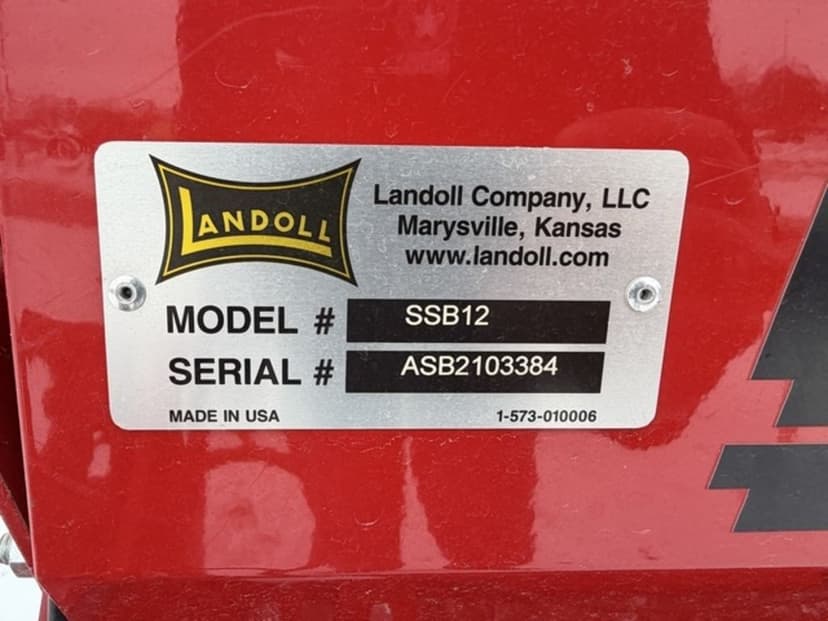 LANDOLL
Landoll Company, LLC
Marysville, Kansas
www.landoll.com
MODEL # SSB12
SERIAL # ASB2103384
MADE IN USA 1-573-010006